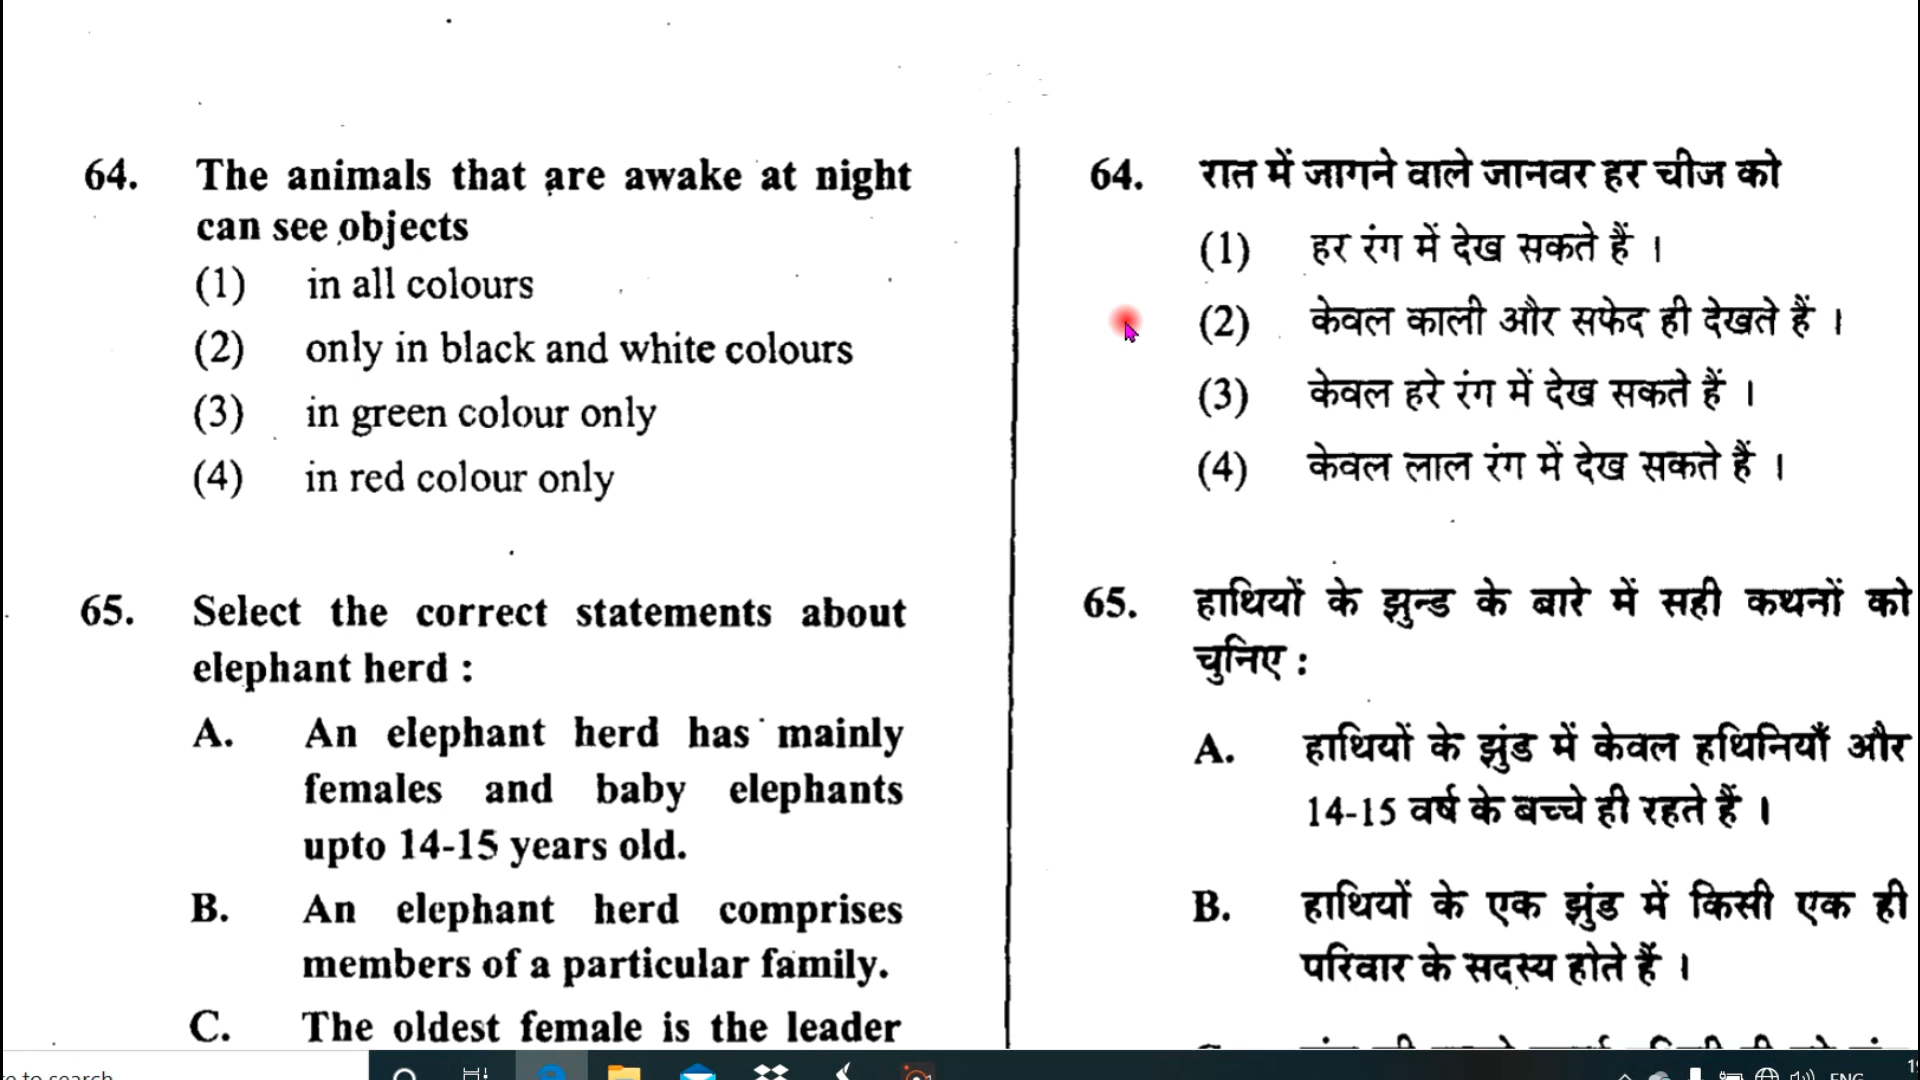 64. The animals that are awake at night
can see objects
(1) in all colours
(2) only in black and white colours
(3) in green colour only
(4) in red colour only
65. Select the correct statements about
elephant herd :
A. An elephant herd has mainly
females and baby elephants
upto 14-15 years old.
B. An elephant herd comprises
members of a particular family.
C. The oldest female is the leader
64. रात में जागने वाले जानवर हर चीज को
(1) हर रंग में देख सकते हैं ।
(2) केवल काली और सफेद ही देखते हैं ।
(3) केवल हरे रंग में देख सकते हैं ।
(4) केवल लाल रंग में देख सकते हैं ।
65. हाथियों के झुन्ड के बारे में सही कथनों को
चुनिए :
A. हाथियों के झुंड में केवल हथिनियाँ और
14-15 वर्ष के बच्चे ही रहते हैं ।
B. हाथियों के एक झुंड में किसी एक ही
परिवार के सदस्य होते हैं ।
to search
ENG